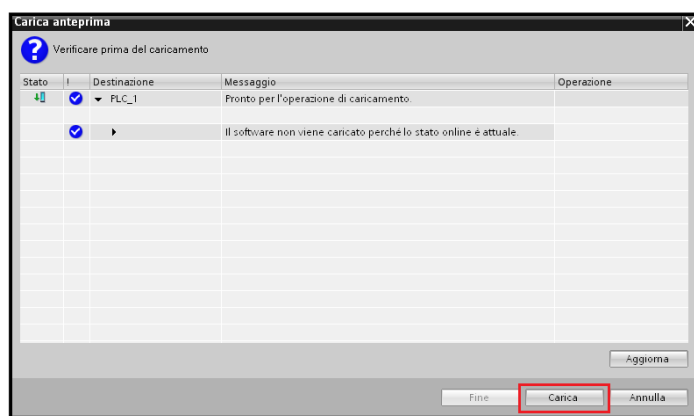 Carica anteprima
Verificare prima del caricamento
Stato ! Destinazione Messaggio Operazione
PLC_1 Pronto per l'operazione di caricamento.
Il software non viene caricato perché lo stato online è attuale.
Aggiorna
Fine Carica Annulla